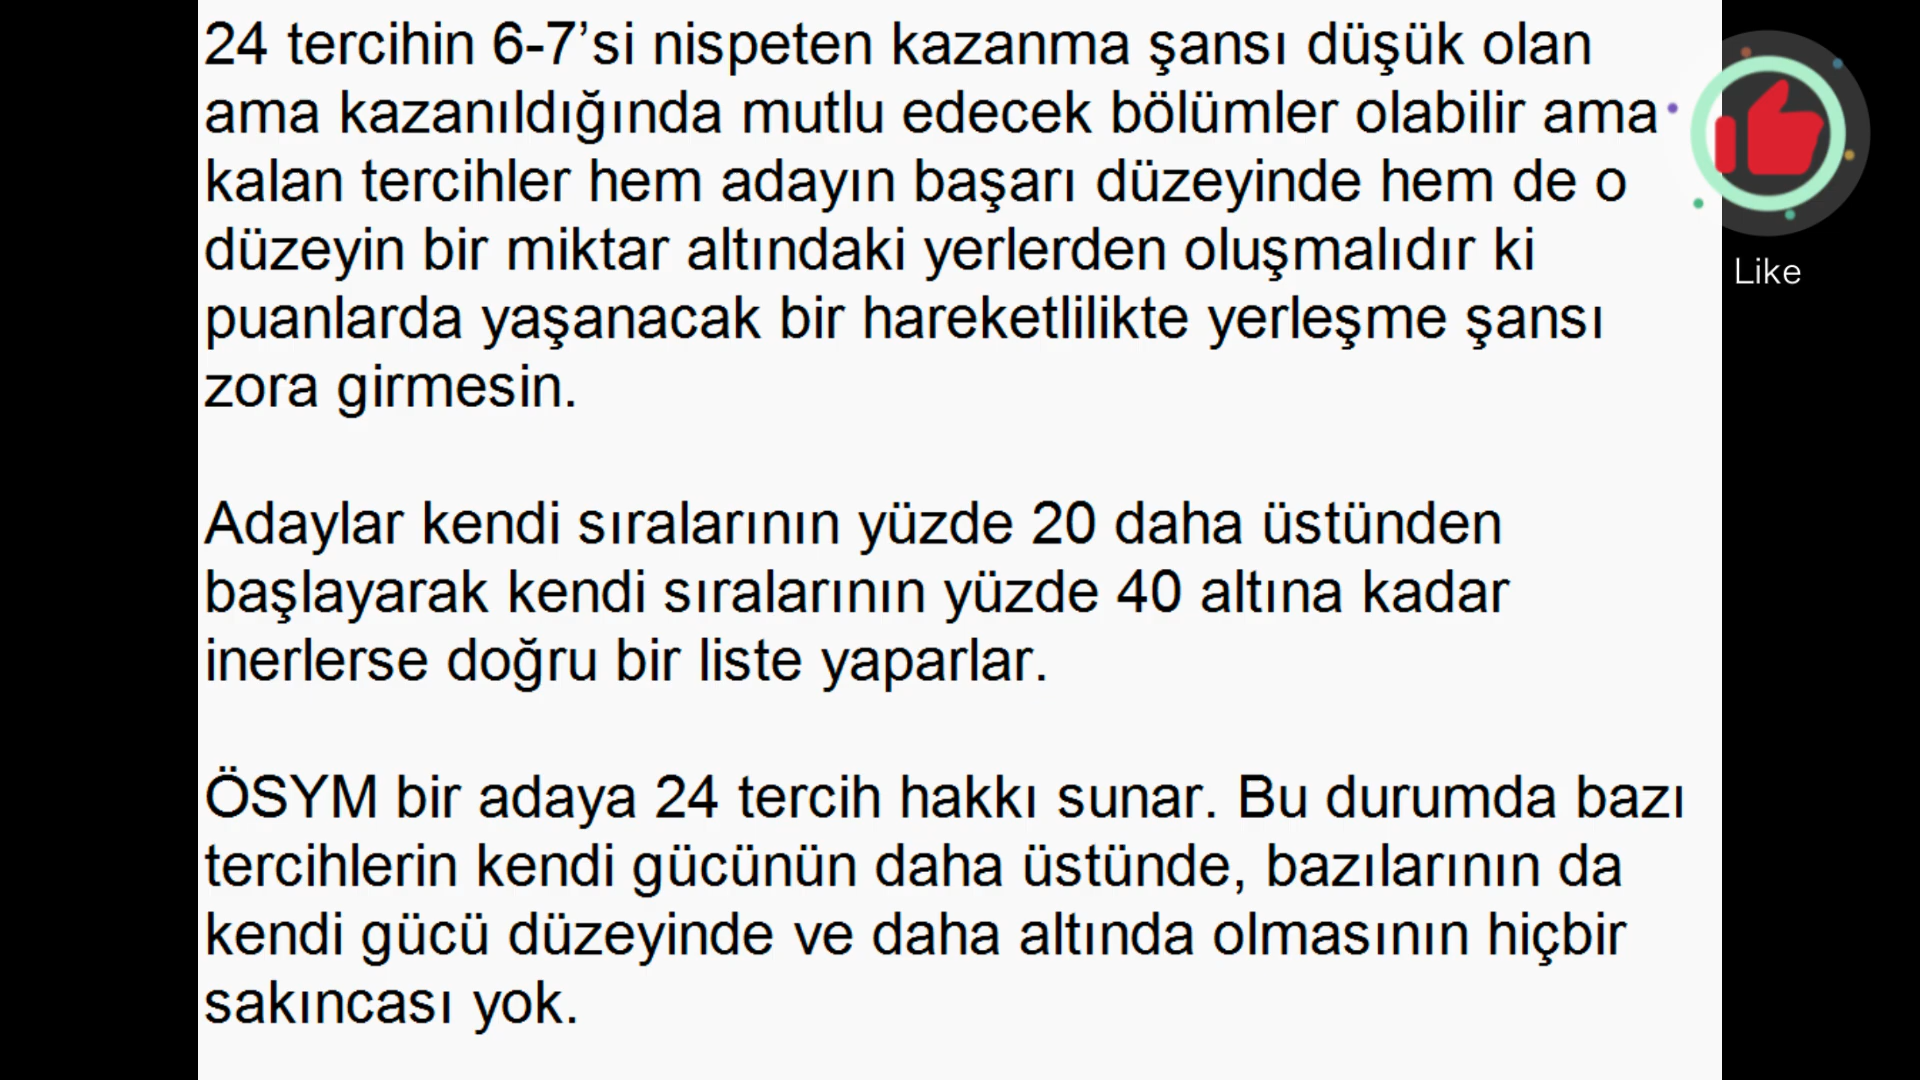 24 tercihin 6-7’si nispeten kazanma şansı düşük olan
ama kazanıldığında mutlu edecek bölümler olabilir ama
kalan tercihler hem adayın başarı düzeyinde hem de o
düzeyin bir miktar altındaki yerlerden oluşmalıdır ki
puanlarda yaşanacak bir hareketlilikte yerleşme şansı
zora girmesin.
Adaylar kendi sıralarının yüzde 20 daha üstünden
başlayarak kendi sıralarının yüzde 40 altına kadar
inerlerse doğru bir liste yaparlar.
ÖSYM bir adaya 24 tercih hakkı sunar. Bu durumda bazı
tercihlerin kendi gücünün daha üstünde, bazılarının da
kendi gücü düzeyinde ve daha altında olmasının hiçbir
sakıncası yok.
Like